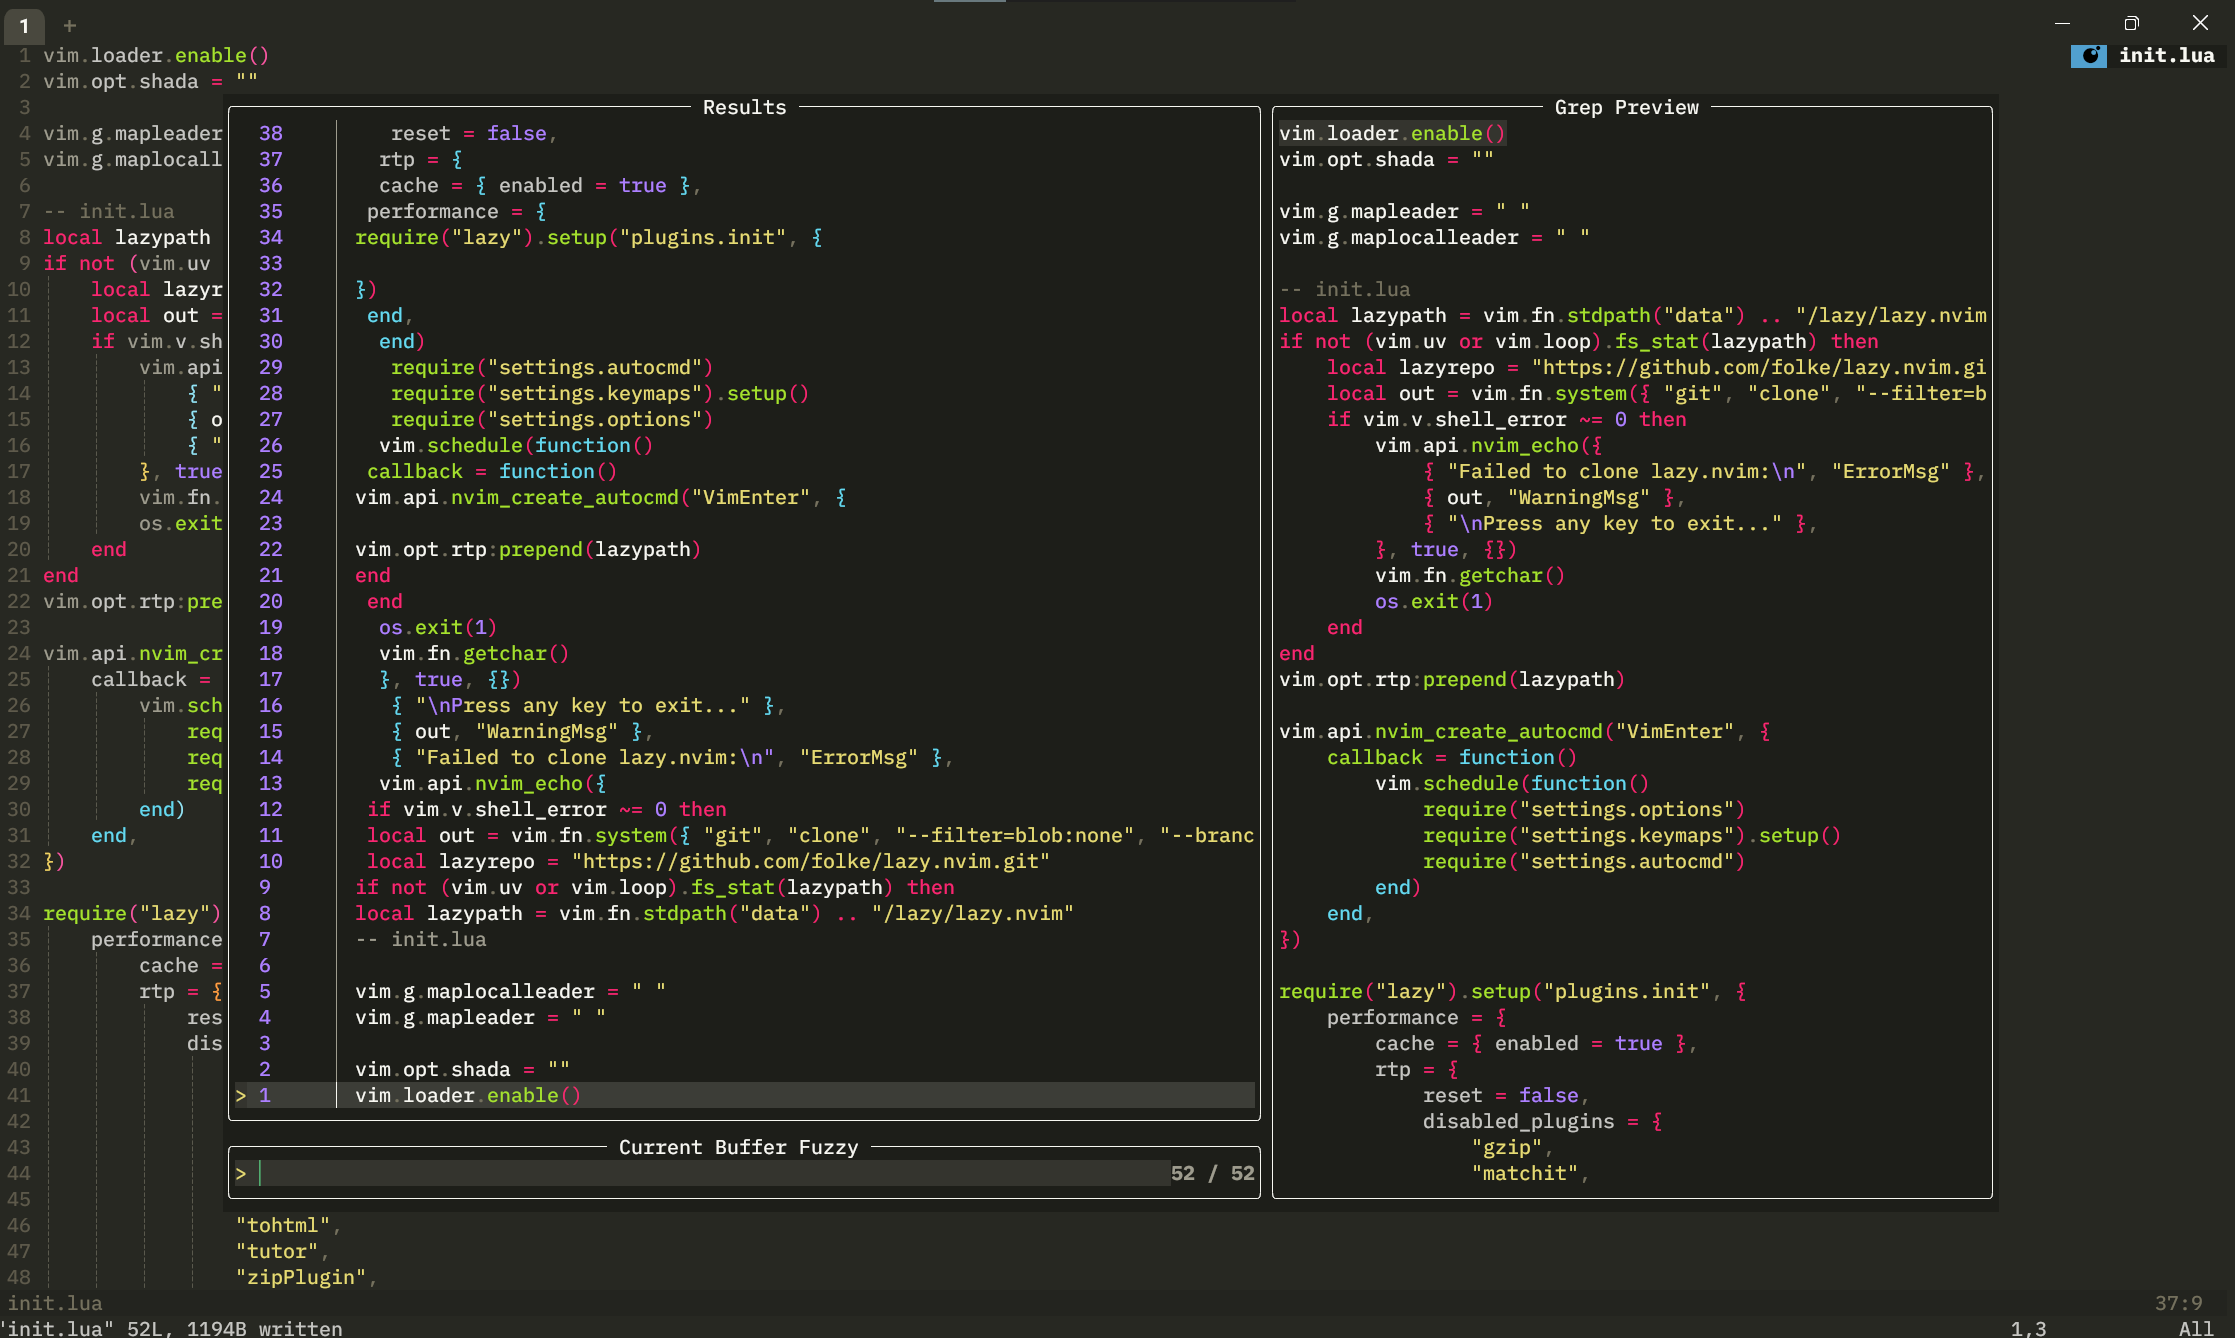 1 +
init.lua
1 vim.loader.enable()
2 vim.opt.shada = ""
3
4 vim.g.mapleader
5 vim.g.maplocall
6
7 -- init.lua
8 local lazypath
9 if not (vim.uv
10 local lazyr
11 local out =
12 if vim.v.sh
13 vim.api
14 { "
15 { o
16 { "
17 }, true
18 vim.fn.
19 os.exit
20 end
21 end
22 vim.opt.rtp:pre
23
24 vim.api.nvim_cr
25 callback =
26 vim.sch
27 req
28 req
29 req
30 end)
31 end,
32 })
33
34 require("lazy")
35 performance
36 cache =
37 rtp = {
38 res
39 dis
40
41
42
43
44
45
46 "tohtml",
47 "tutor",
48 "zipPlugin",
Results
38 reset = false,
37 rtp = {
36 cache = { enabled = true },
35 performance = {
34 require("lazy").setup("plugins.init", {
33
32 })
31 end,
30 end)
29 require("settings.autocmd")
28 require("settings.keymaps").setup()
27 require("settings.options")
26 vim.schedule(function()
25 callback = function()
24 vim.api.nvim_create_autocmd("VimEnter", {
23
22 vim.opt.rtp:prepend(lazypath)
21 end
20 end
19 os.exit(1)
18 vim.fn.getchar()
17 }, true, {})
16 { "\nPress any key to exit..." },
15 { out, "WarningMsg" },
14 { "Failed to clone lazy.nvim:\n", "ErrorMsg" },
13 vim.api.nvim_echo({
12 if vim.v.shell_error ~= 0 then
11 local out = vim.fn.system({ "git", "clone", "--filter=blob:none", "--branc
10 local lazyrepo = "https://github.com/folke/lazy.nvim.git"
9 if not (vim.uv or vim.loop).fs_stat(lazypath) then
8 local lazypath = vim.fn.stdpath("data") .. "/lazy/lazy.nvim"
7 -- init.lua
6
5 vim.g.maplocalleader = " "
4 vim.g.mapleader = " "
3
2 vim.opt.shada = ""
> 1 vim.loader.enable()
Current Buffer Fuzzy
> 52 / 52
Grep Preview
vim.loader.enable()
vim.opt.shada = ""
vim.g.mapleader = " "
vim.g.maplocalleader = " "
-- init.lua
local lazypath = vim.fn.stdpath("data") .. "/lazy/lazy.nvim
if not (vim.uv or vim.loop).fs_stat(lazypath) then
local lazyrepo = "https://github.com/folke/lazy.nvim.gi
local out = vim.fn.system({ "git", "clone", "--filter=b
if vim.v.shell_error ~= 0 then
vim.api.nvim_echo({
{ "Failed to clone lazy.nvim:\n", "ErrorMsg" },
{ out, "WarningMsg" },
{ "\nPress any key to exit..." },
}, true, {})
vim.fn.getchar()
os.exit(1)
end
end
vim.opt.rtp:prepend(lazypath)
vim.api.nvim_create_autocmd("VimEnter", {
callback = function()
vim.schedule(function()
require("settings.options")
require("settings.keymaps").setup()
require("settings.autocmd")
end)
end,
})
require("lazy").setup("plugins.init", {
performance = {
cache = { enabled = true },
rtp = {
reset = false,
disabled_plugins = {
"gzip",
"matchit",
init.lua 37:9
"init.lua" 52L, 1194B written 1,3 All